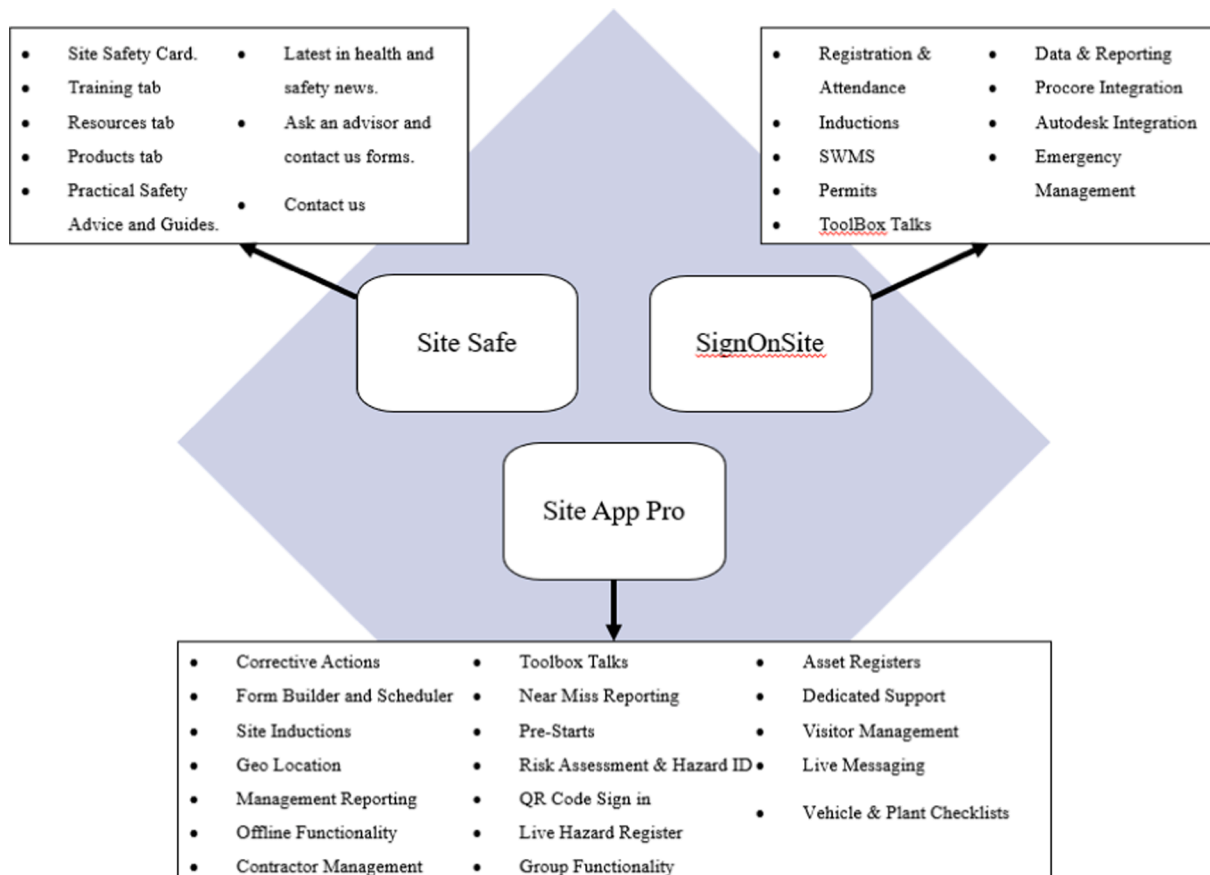 Site Safety Card.
Training tab
Resources tab
Products tab
Practical Safety
Advice and Guides.
Latest in health and
safety news.
Ask an advisor and
contact us forms.
Contact us
Registration &
Attendance
Inductions
SWMS
Permits
ToolBox Talks
Data & Reporting
Procore Integration
Autodesk Integration
Emergency
Management
Site Safe
SignOnSite
Site App Pro
Corrective Actions
Form Builder and Scheduler
Site Inductions
Geo Location
Management Reporting
Offline Functionality
Contractor Management
Toolbox Talks
Near Miss Reporting
Pre-Starts
Risk Assessment & Hazard ID
QR Code Sign in
Live Hazard Register
Group Functionality
Asset Registers
Dedicated Support
Visitor Management
Live Messaging
Vehicle & Plant Checklists